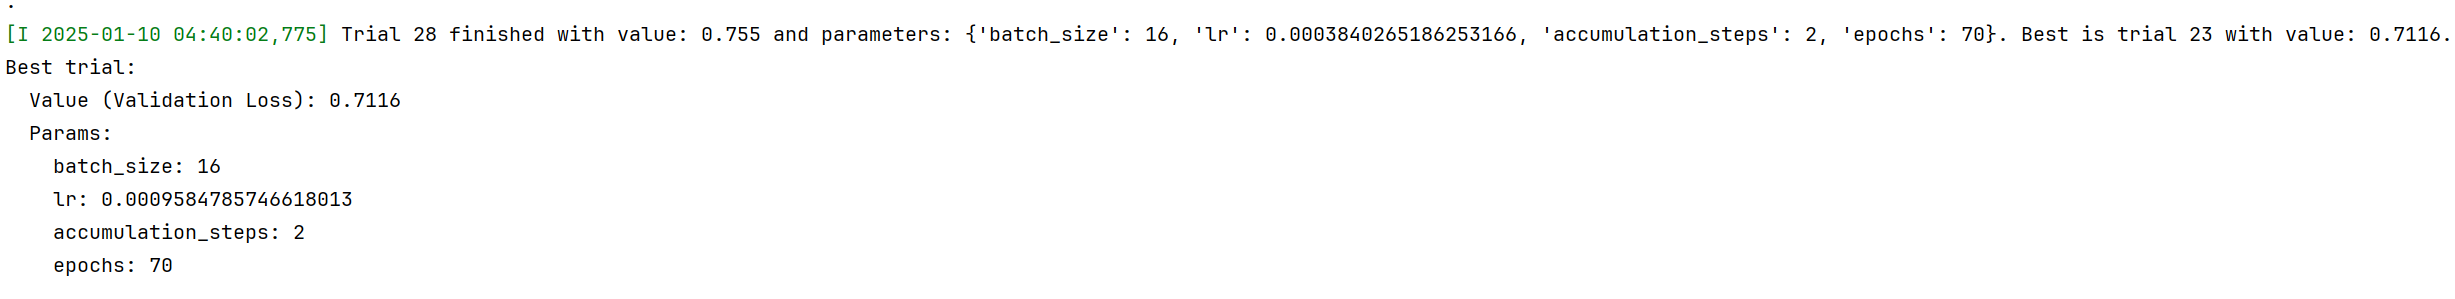 .
[I 2025-01-10 04:40:02,775] Trial 28 finished with value: 0.755 and parameters: {'batch_size': 16, 'lr': 0.0003840265186253166, 'accumulation_steps': 2, 'epochs': 70}. Best is trial 23 with value: 0.7116.
Best trial:
  Value (Validation Loss): 0.7116
  Params:
    batch_size: 16
    lr: 0.0009584785746618013
    accumulation_steps: 2
    epochs: 70